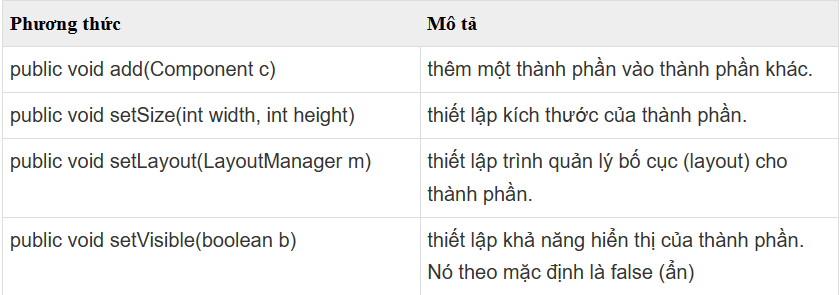 Phương thức
Mô tả
public void add(Component c)
thêm một thành phần vào thành phần khác.
public void setSize(int width, int height)
thiết lập kích thước của thành phần.
public void setLayout(LayoutManager m)
thiết lập trình quản lý bố cục (layout) cho
thành phần.
public void setVisible(boolean b)
thiết lập khả năng hiển thị của thành phần.
Nó theo mặc định là false (ẩn)